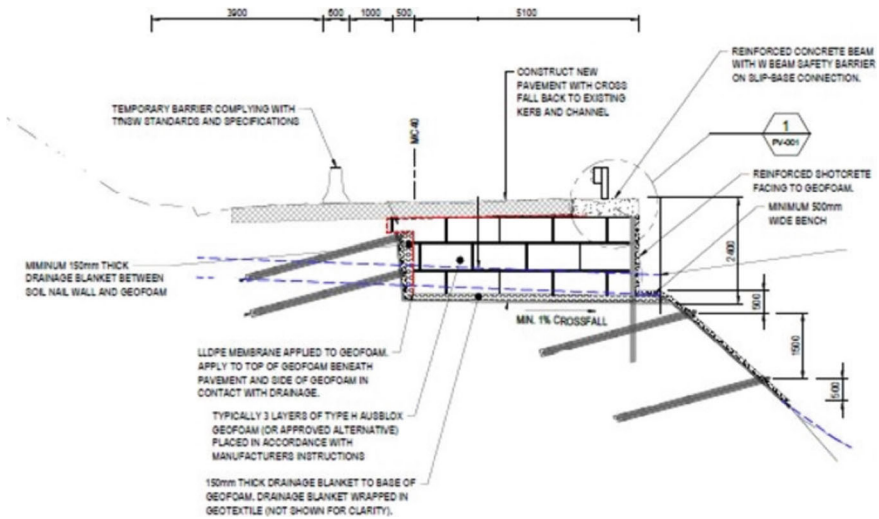 3900
600
1000
500
5100
REINFORCED CONCRETE BEAM
WITH W BEAM SAFETY BARRIER
ON SLIP-BASE CONNECTION.
CONSTRUCT NEW
PAVEMENT WITH CROSS
FALL BACK TO EXISTING
KERB AND CHANNEL
TEMPORARY BARRIER COMPLYING WITH
TfNSW STANDARDS AND SPECIFICATIONS
MC40
1
PV-001
REINFORCED SHOTCRETE
FACING TO GEOFOAM.
MINIMUM 500mm
WIDE BENCH
2400
MIMINUM 150mm THICK
DRAINAGE BLANKET BETWEEN
SOIL NAIL WALL AND GEOFOAM
500
MIN. 1% CROSSFALL
1500
500
LLDPE MEMBRANE APPLIED TO GEOFOAM.
APPLY TO TOP OF GEOFOAM BENEATH
PAVEMENT AND SIDE OF GEOFOAM IN
CONTACT WITH DRAINAGE.
TYPICALLY 3 LAYERS OF TYPE H AUSBLOX
GEOFOAM (OR APPROVED ALTERNATIVE)
PLACED IN ACCORDANCE WITH
MANUFACTURERS INSTRUCTIONS
150mm THICK DRAINAGE BLANKET TO BASE OF
GEOFOAM. DRAINAGE BLANKET WRAPPED IN
GEOTEXTILE (NOT SHOWN FOR CLARITY).